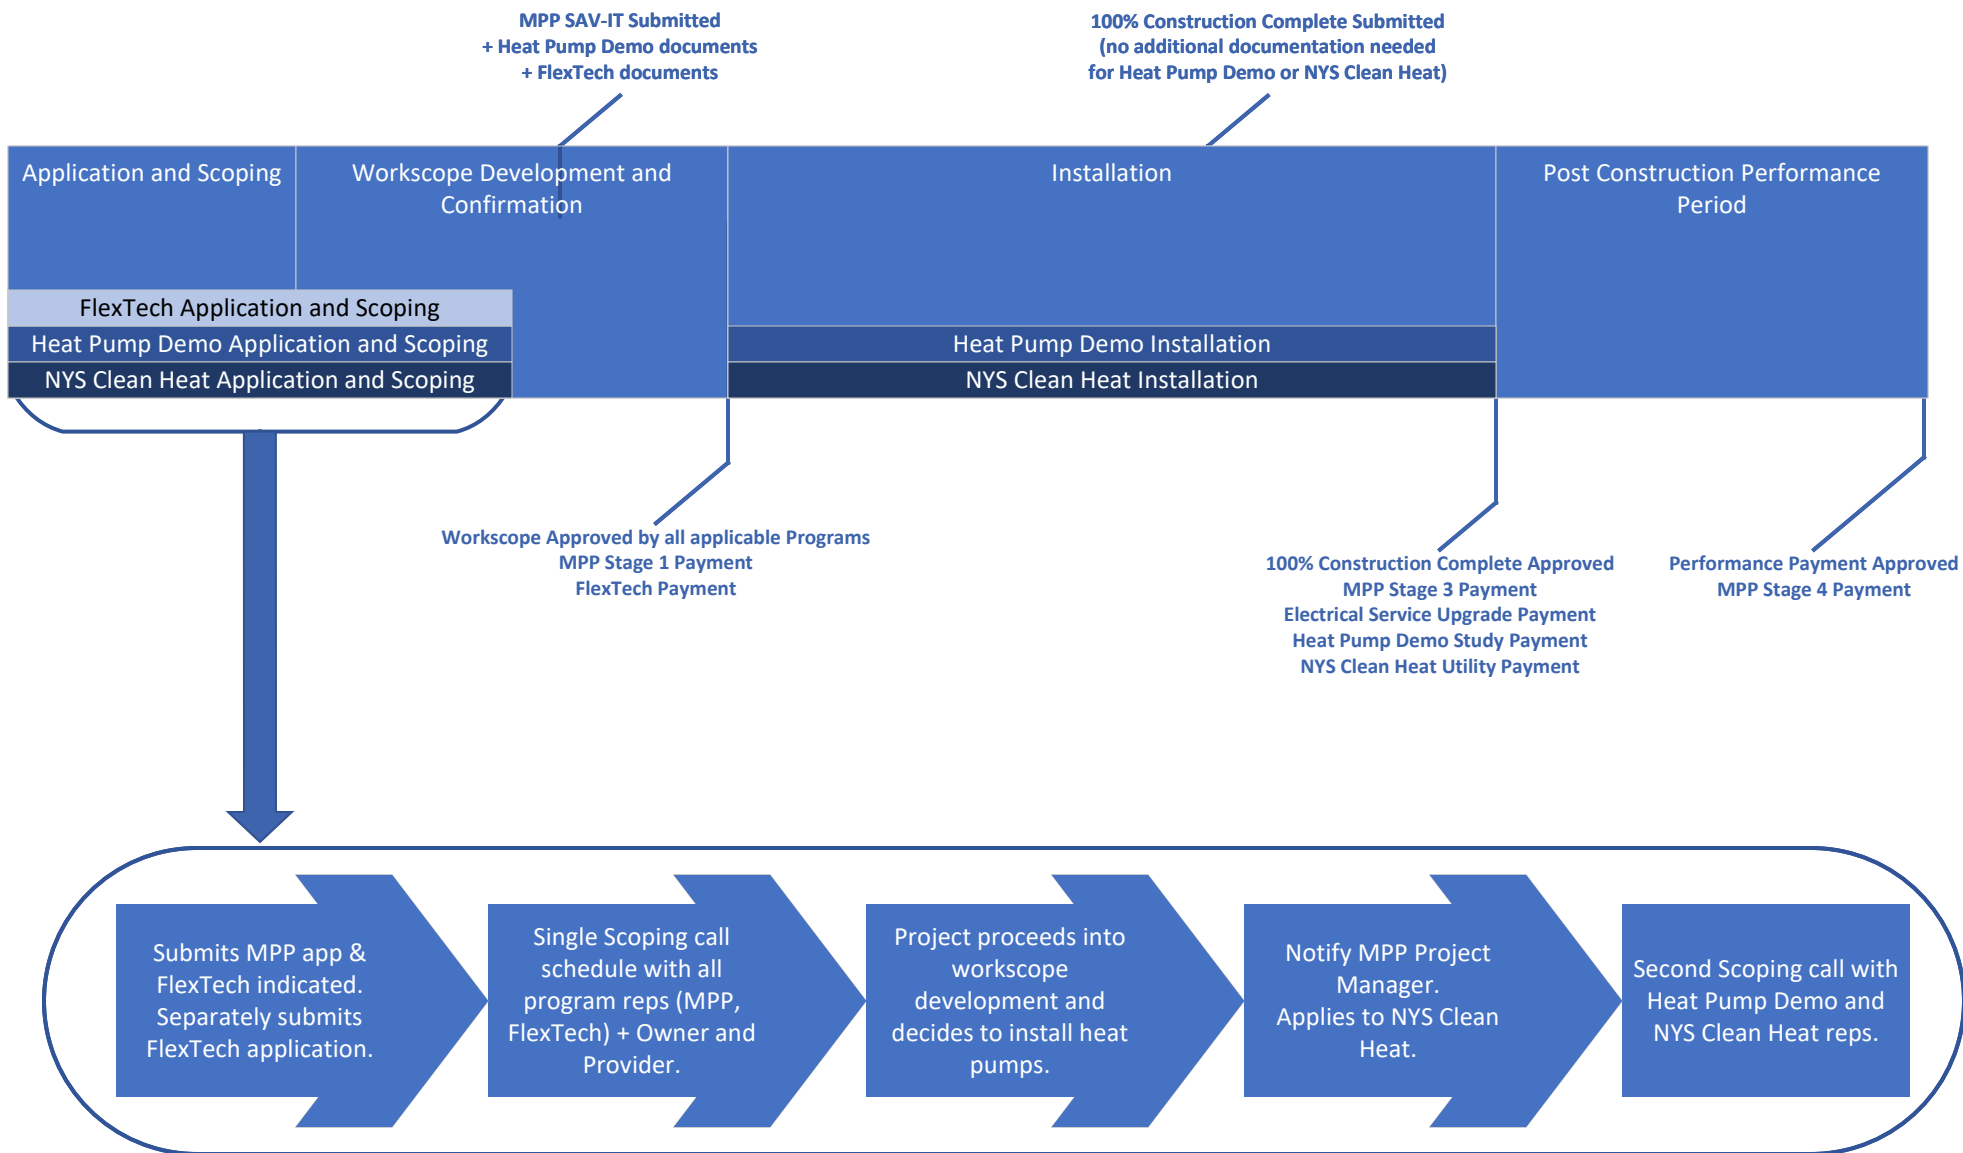 MPP SAV-IT Submitted
+ Heat Pump Demo documents
+ FlexTech documents
100% Construction Complete Submitted
(no additional documentation needed
for Heat Pump Demo or NYS Clean Heat)
Application and Scoping
Workscope Development and
Confirmation
Installation
Post Construction Performance
Period
FlexTech Application and Scoping
Heat Pump Demo Application and Scoping
NYS Clean Heat Application and Scoping
Heat Pump Demo Installation
NYS Clean Heat Installation
Workscope Approved by all applicable Programs
MPP Stage 1 Payment
FlexTech Payment
100% Construction Complete Approved
MPP Stage 3 Payment
Electrical Service Upgrade Payment
Heat Pump Demo Study Payment
NYS Clean Heat Utility Payment
Performance Payment Approved
MPP Stage 4 Payment
Submits MPP app &
FlexTech indicated.
Separately submits
FlexTech application.
Single Scoping call
schedule with all
program reps (MPP,
FlexTech) + Owner and
Provider.
Project proceeds into
workscope
development and
decides to install heat
pumps.
Notify MPP Project
Manager.
Applies to NYS Clean
Heat.
Second Scoping call with
Heat Pump Demo and
NYS Clean Heat reps.